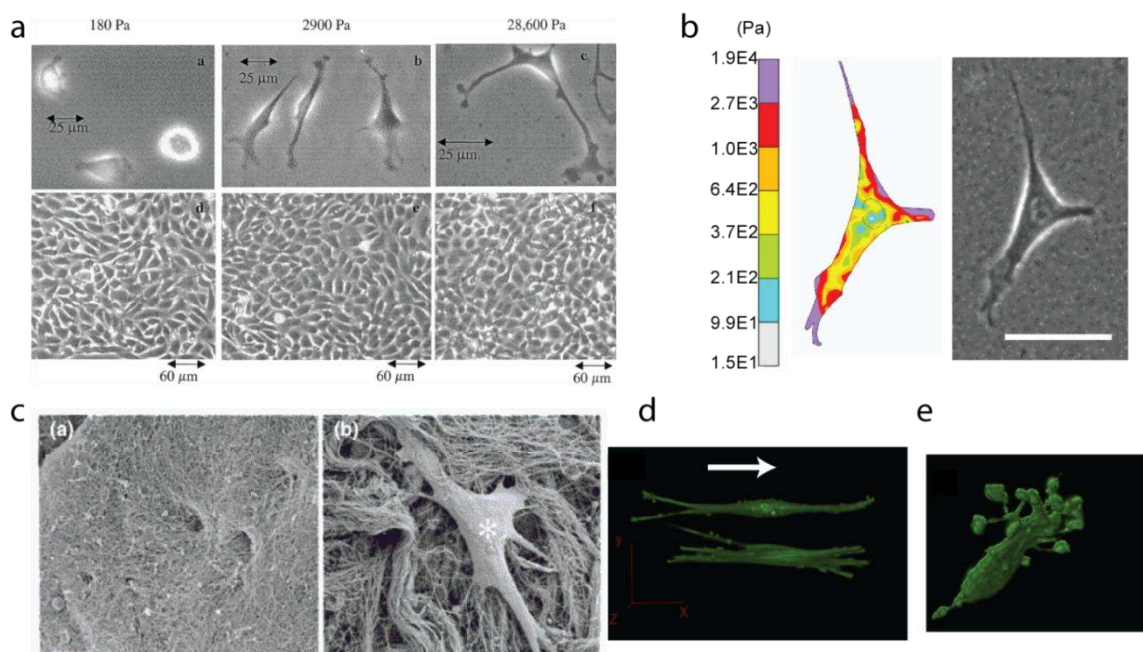 180 Pa 2900 Pa 28,600 Pa
a
a b c
25 µm 25 µm 25 µm
d e f
60 µm 60 µm 60 µm
b
(Pa)
1.9E4
2.7E3
1.0E3
6.4E2
3.7E2
2.1E2
9.9E1
1.5E1
c
(a) (b)
*
d
y
x
z
e